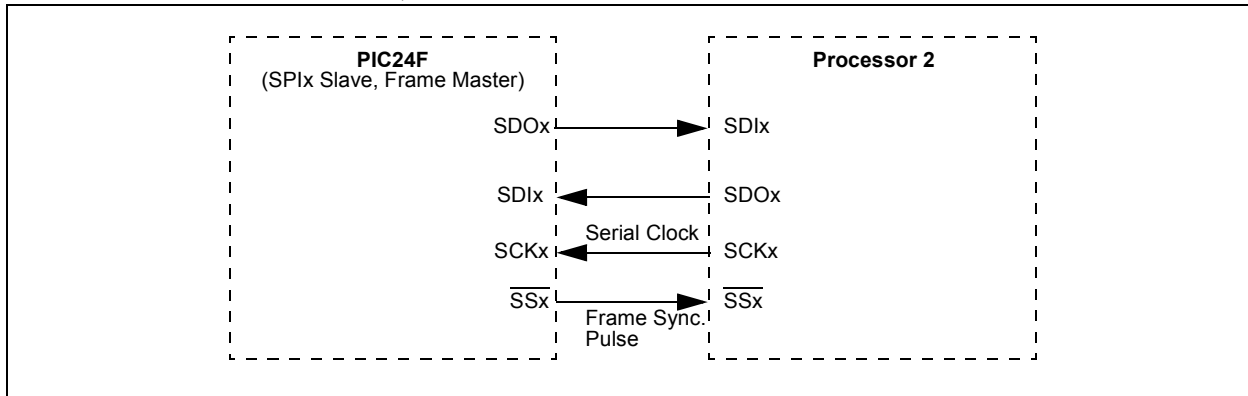 PIC24F
(SPIx Slave, Frame Master)
Processor 2
SDOx
SDIx
SDIx
SDOx
Serial Clock
SCKx
SCKx
SSx
SSx
Frame Sync.
Pulse